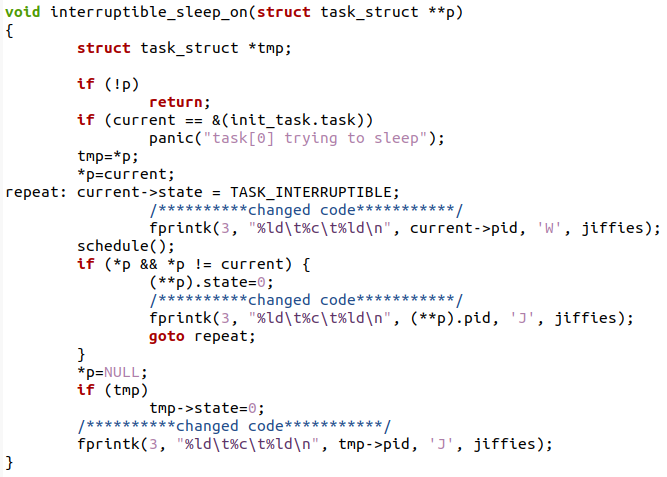 void interruptible_sleep_on(struct task_struct **p)
{
        struct task_struct *tmp;

        if (!p)
                return;
        if (current == &(init_task.task))
                panic("task[0] trying to sleep");
        tmp=*p;
        *p=current;
repeat: current->state = TASK_INTERRUPTIBLE;
                /**********changed code***********/
                fprintk(3, "%ld\t%c\t%ld\n", current->pid, 'W', jiffies);
        schedule();
        if (*p && *p != current) {
                (**p).state=0;
                /**********changed code***********/
                fprintk(3, "%ld\t%c\t%ld\n", (**p).pid, 'J', jiffies);
                goto repeat;
        }
        *p=NULL;
        if (tmp)
                tmp->state=0;
        /**********changed code***********/
        fprintk(3, "%ld\t%c\t%ld\n", tmp->pid, 'J', jiffies);
}